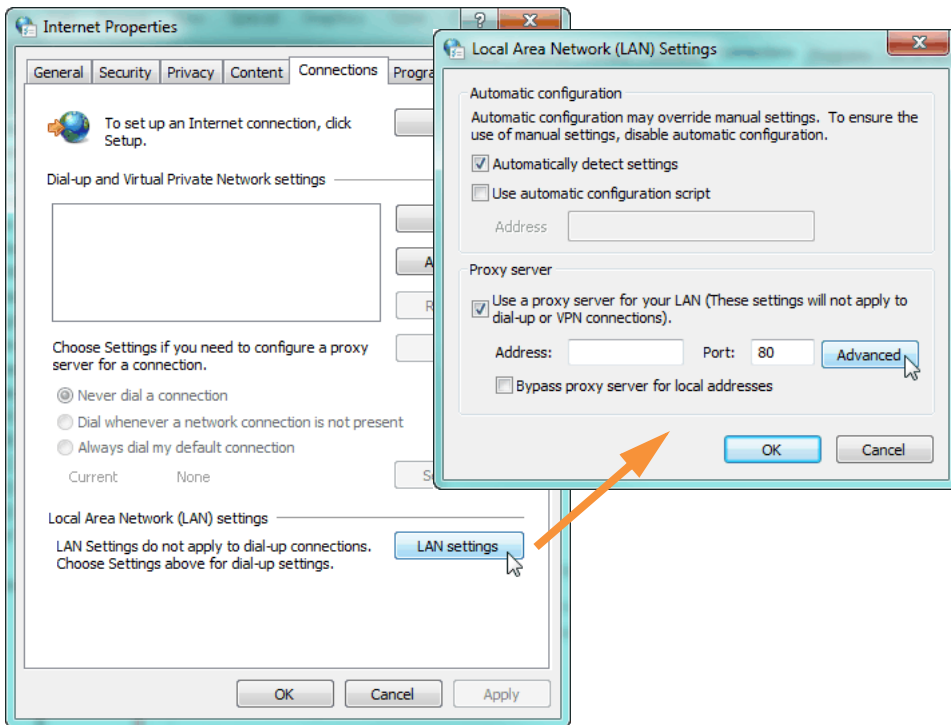 Internet Properties
General
Security
Privacy
Content
Connections
To set up an Internet connection, click
Setup.
Dial-up and Virtual Private Network settings
Choose Settings if you need to configure a proxy
server for a connection.
Never dial a connection
Dial whenever a network connection is not present
Always dial my default connection
Current
None
Local Area Network (LAN) settings
LAN Settings do not apply to dial-up connections.
Choose Settings above for dial-up settings.
LAN settings
OK
Cancel
Apply
Local Area Network (LAN) Settings
Automatic configuration
Automatic configuration may override manual settings. To ensure the
use of manual settings, disable automatic configuration.
Automatically detect settings
Use automatic configuration script
Address
Proxy server
Use a proxy server for your LAN (These settings will not apply to
dial-up or VPN connections).
Address:
Port:
80
Advanced
Bypass proxy server for local addresses
OK
Cancel